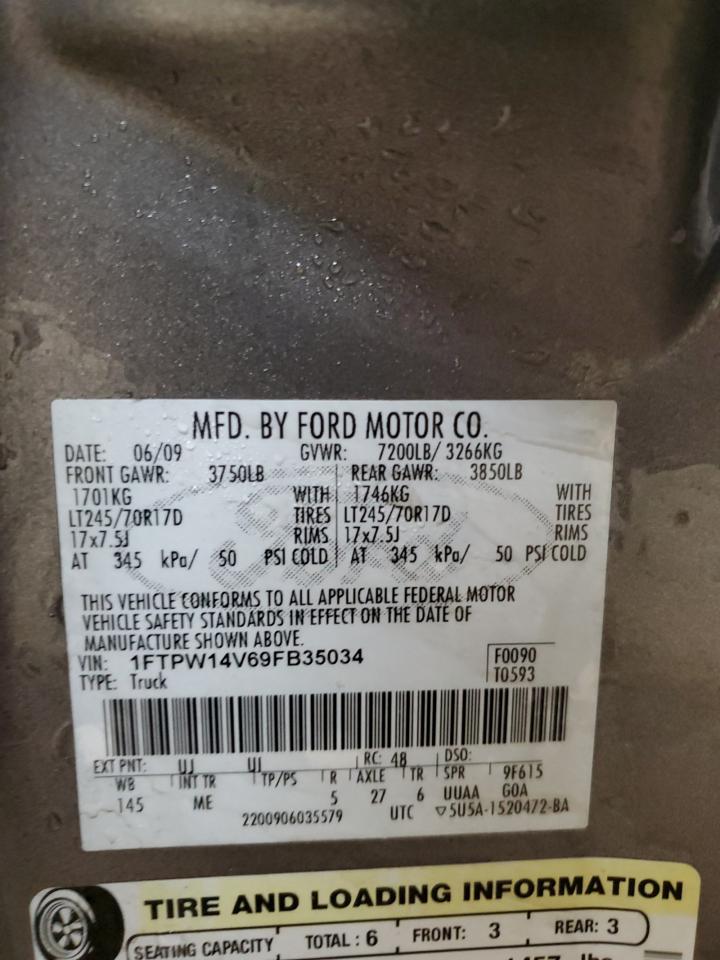 MFD. BY FORD MOTOR CO.
DATE: 06/09 GVWR: 7200LB/ 3266KG
FRONT GAWR: 3750LB REAR GAWR: 3850LB
1701KG WITH 1746KG WITH
LT245/70R17D TIRES LT245/70R17D TIRES
17x7.5J RIMS 17x7.5J RIMS
AT 345 kPa/ 50 PSI COLD AT 345 kPa/ 50 PSI COLD
THIS VEHICLE CONFORMS TO ALL APPLICABLE FEDERAL MOTOR
VEHICLE SAFETY STANDARDS IN EFFECT ON THE DATE OF
MANUFACTURE SHOWN ABOVE.
VIN: 1FTPW14V69FB35034 F0090
TYPE: Truck T0593
EXT PNT: UJ UJ RC: 48 DSO:
WB INT TR TP/PS R AXLE TR SPR 9F615
145 ME 5 27 6 UUAA GOA
2200906035579 UTC ▽5U5A-1520472-BA
TIRE AND LOADING INFORMATION
SEATING CAPACITY TOTAL : 6 FRONT: 3 REAR: 3